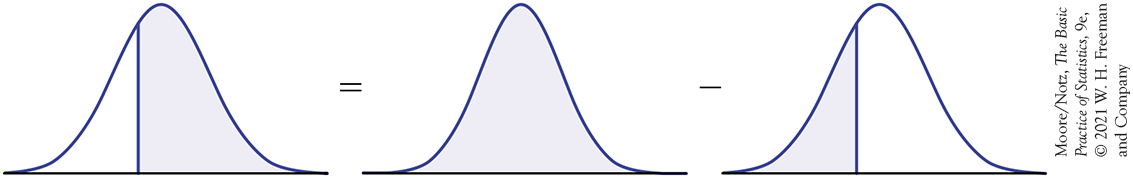 =
–
Moore/Notz, The Basic
Practice of Statistics, 9e,
© 2021 W. H. Freeman
and Company